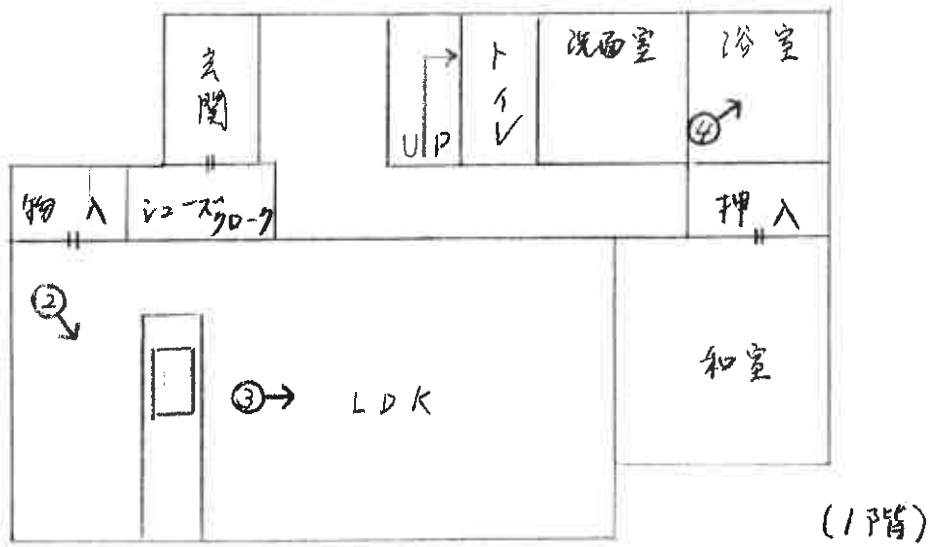 玄関
UP
トイレ
洗面室
浴室
④
物入
シューズクローク
押入
②
③
LDK
和室
(1階)